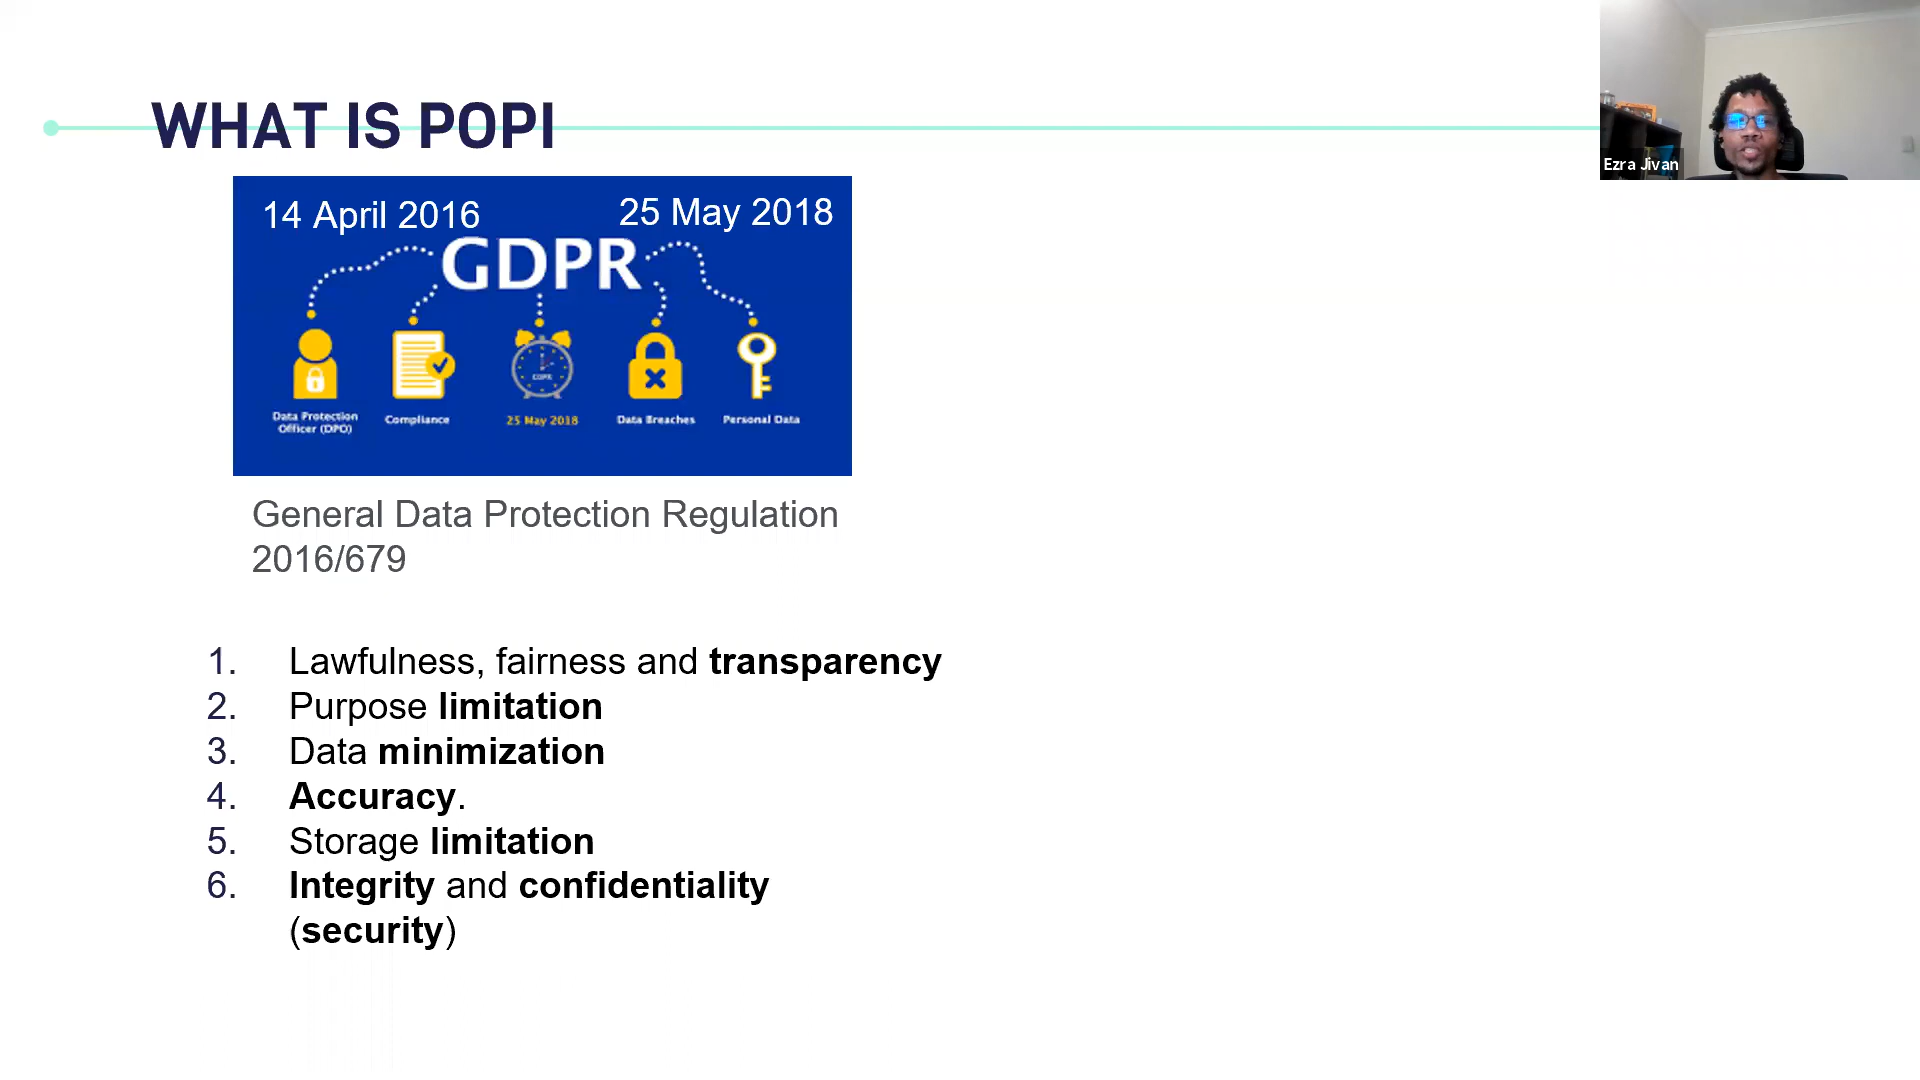 WHAT IS POPI
Ezra Jivan
14 April 2016
25 May 2018
GDPR
GDPR
Data Protection
Officer (DPO)
Compliance
25 May 2018
Data Breaches
Personal Data
General Data Protection Regulation
2016/679
1. Lawfulness, fairness and transparency
2. Purpose limitation
3. Data minimization
4. Accuracy.
5. Storage limitation
6. Integrity and confidentiality
(security)